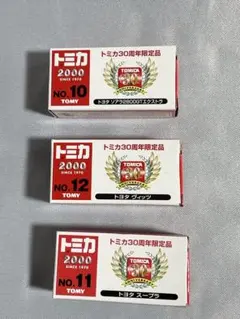 トミカ
2000
SINCE 1970
NO.10
TOMY
トミカ30周年限定品
TOMICA
トヨタ ソアラ2800GTエクストラ
トミカ
2000
SINCE 1970
NO.12
TOMY
トミカ30周年限定品
TOMICA
トヨタ ヴィッツ
トミカ
2000
SINCE 1970
NO.11
TOMY
トミカ30周年限定品
TOMICA
トヨタ スープラ